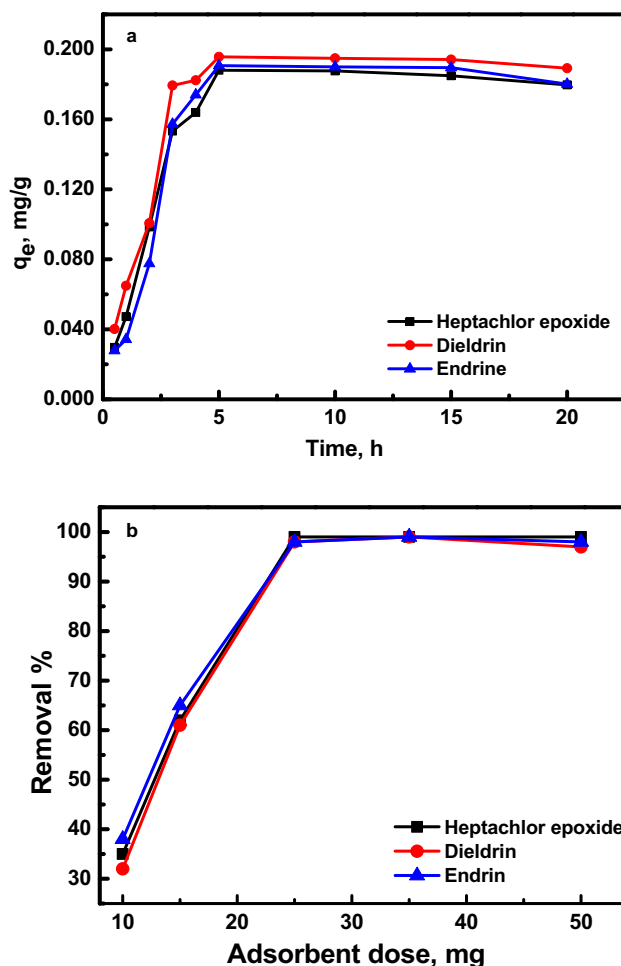 a
0.200
0.160
0.120
0.080
0.040
0.000
qe, mg/g
Heptachlor epoxide
Dieldrin
Endrine
0 5 10 15 20
Time, h
b
100
90
80
70
60
50
40
30
Removal %
Heptachlor epoxide
Dieldrin
Endrin
10 20 30 40 50
Adsorbent dose, mg